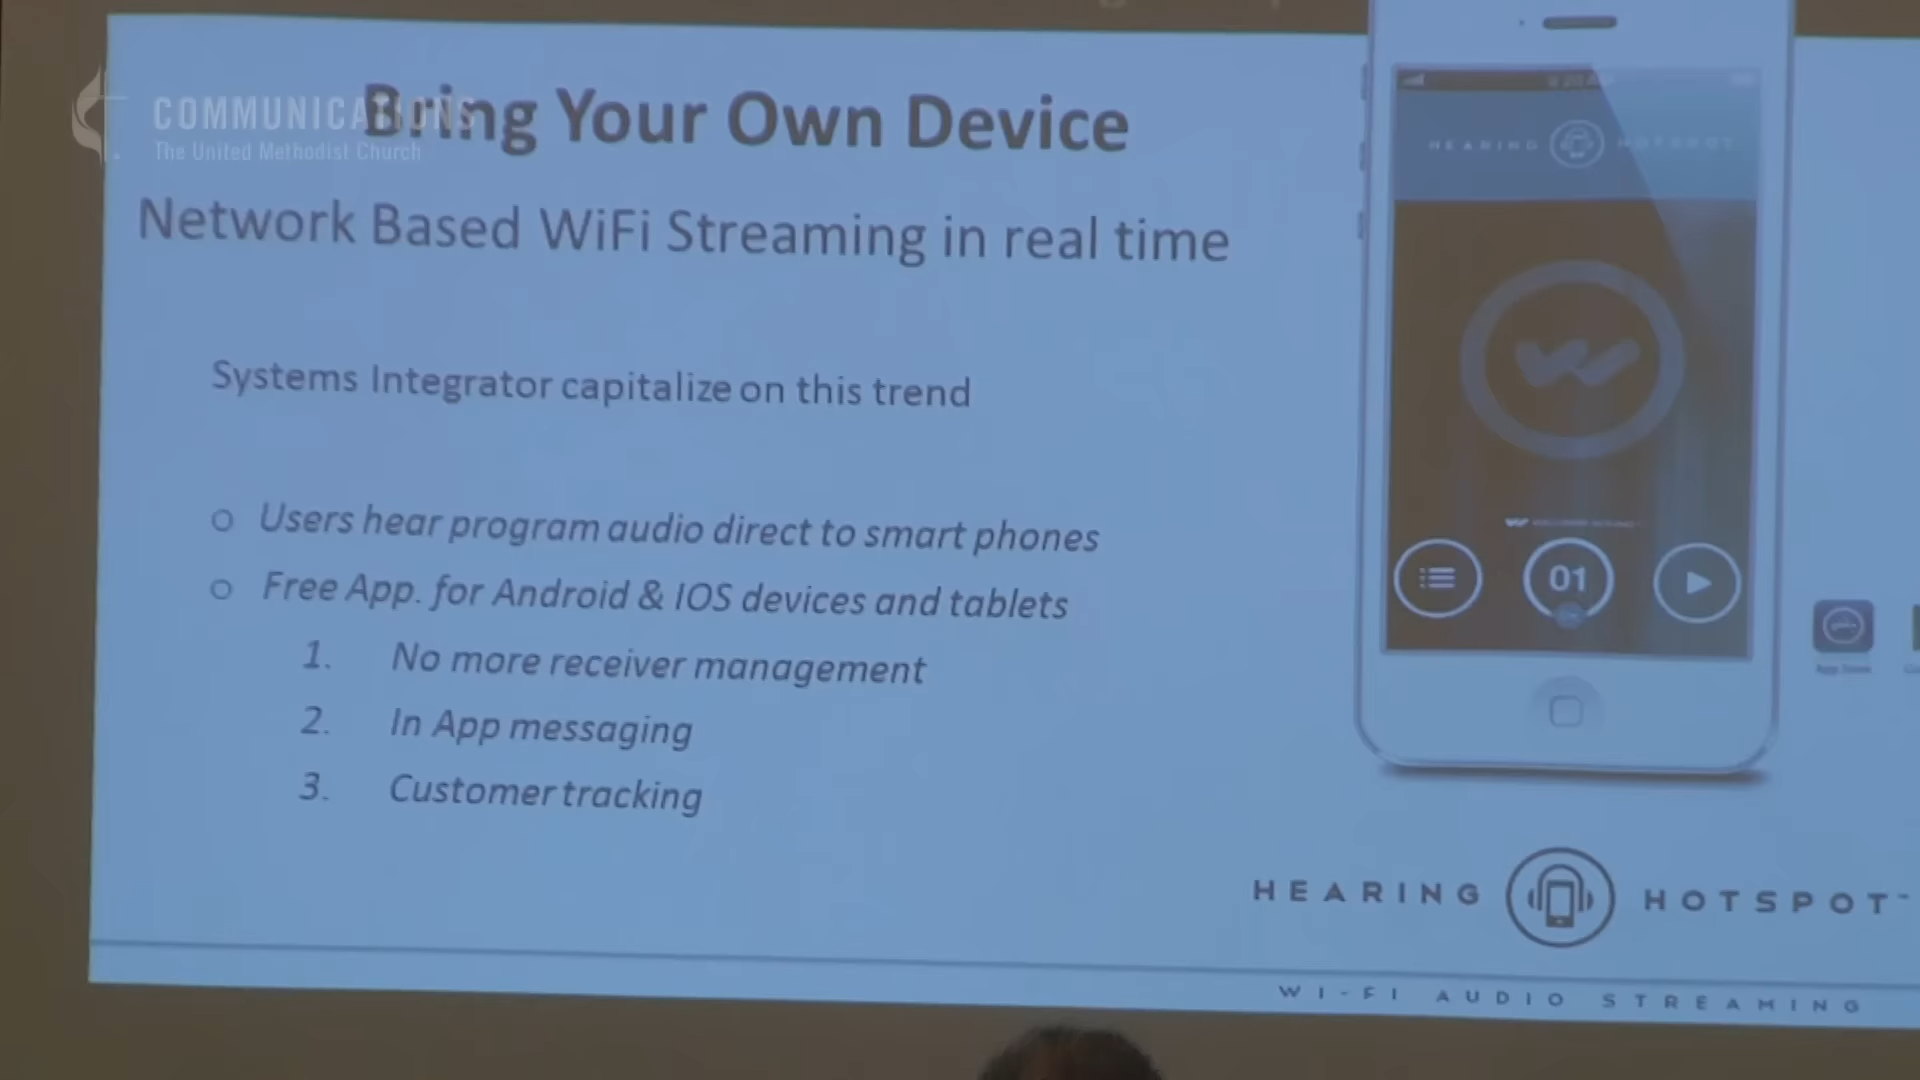 COMMUNICATIONS
The United Methodist Church
Bring Your Own Device
Network Based WiFi Streaming in real time
Systems Integrator capitalize on this trend
o Users hear program audio direct to smart phones
o Free App. for Android & IOS devices and tablets
1. No more receiver management
2. In App messaging
3. Customer tracking
HEARING HOTSPOT
01
App Store
HEARING HOTSPOT™
WI-FI AUDIO STREAMING